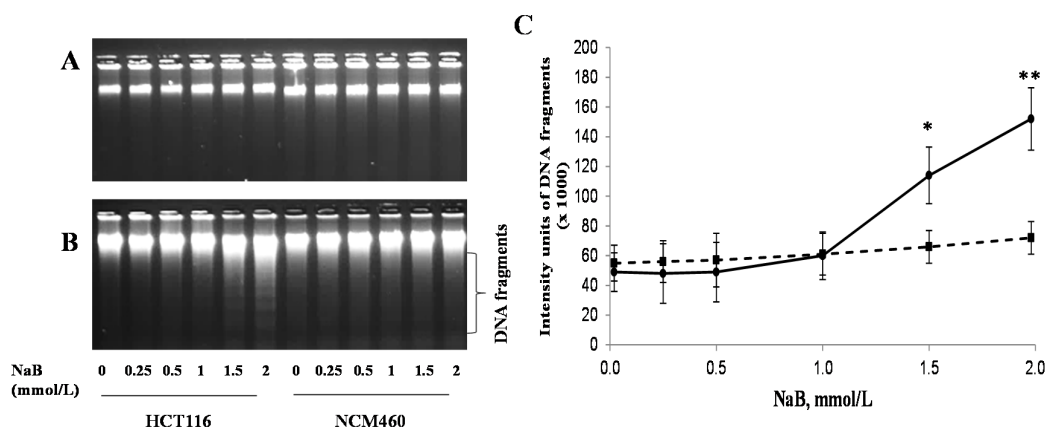 A
B
DNA fragments
NaB
(mmol/L)
0 0.25 0.5 1 1.5 2 0 0.25 0.5 1 1.5 2
HCT116 NCM460
C
Intensity units of DNA fragments
(x 1000)
200
180
160
140
120
100
80
60
40
20
0
* **
0.0 0.5 1.0 1.5 2.0
NaB, mmol/L